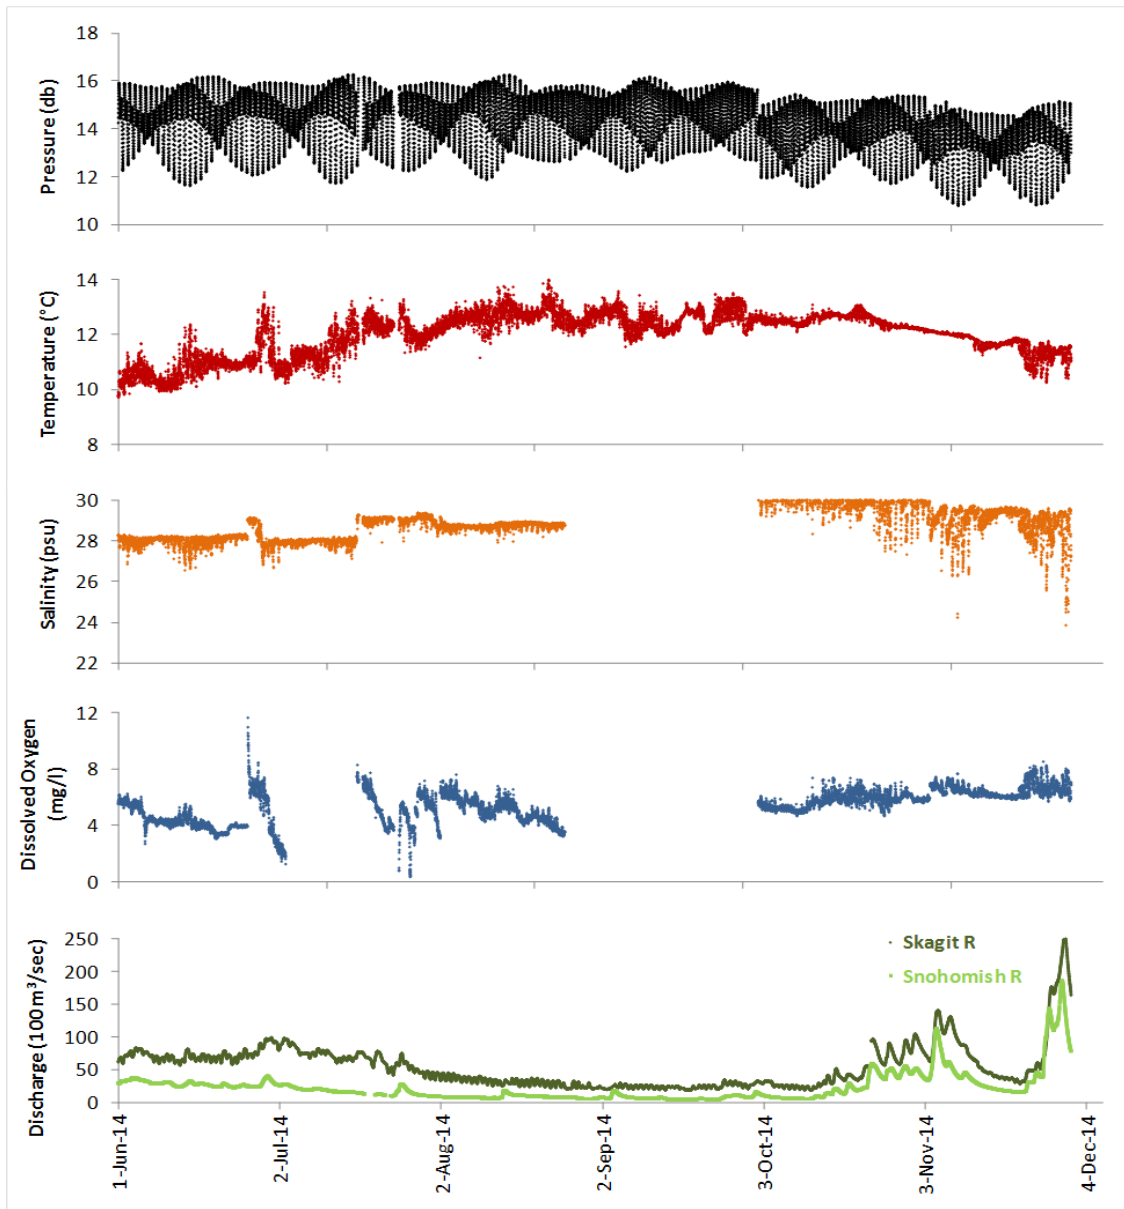 18
16
14
12
10
Pressure (db)
14
12
10
8
Temperature (°C)
30
28
26
24
22
Salinity (psu)
12
8
4
0
Dissolved Oxygen
(mg/l)
250
200
150
100
50
0
Discharge (100 m³/sec)
Skagit R
Snohomish R
1-Jun-14
2-Jul-14
2-Aug-14
2-Sep-14
3-Oct-14
3-Nov-14
4-Dec-14